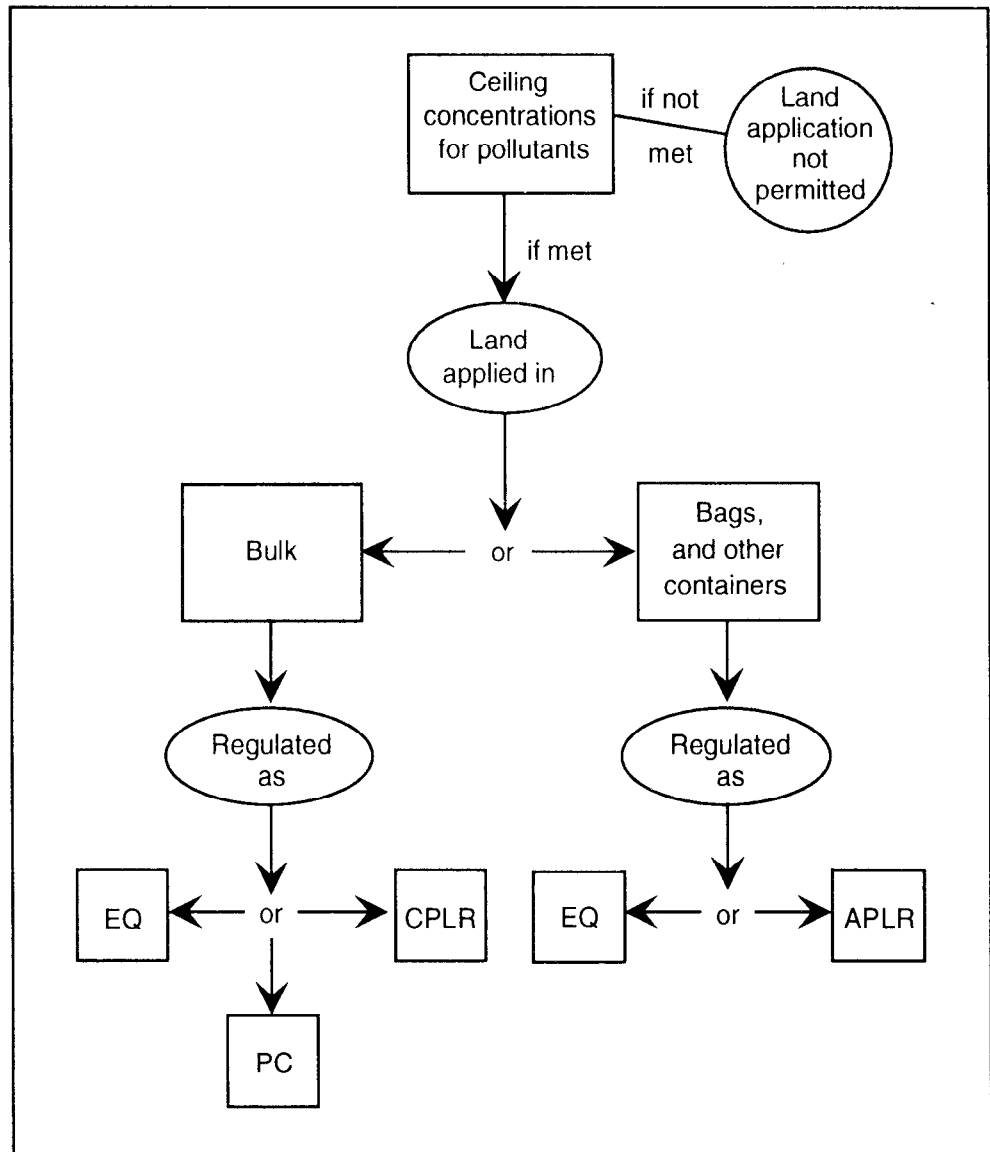 Ceiling
concentrations
for pollutants
if not
met
Land
application
not
permitted
if met
Land
applied in
Bulk
or
Bags,
and other
containers
Regulated
as
Regulated
as
EQ
or
CPLR
EQ
or
APLR
PC